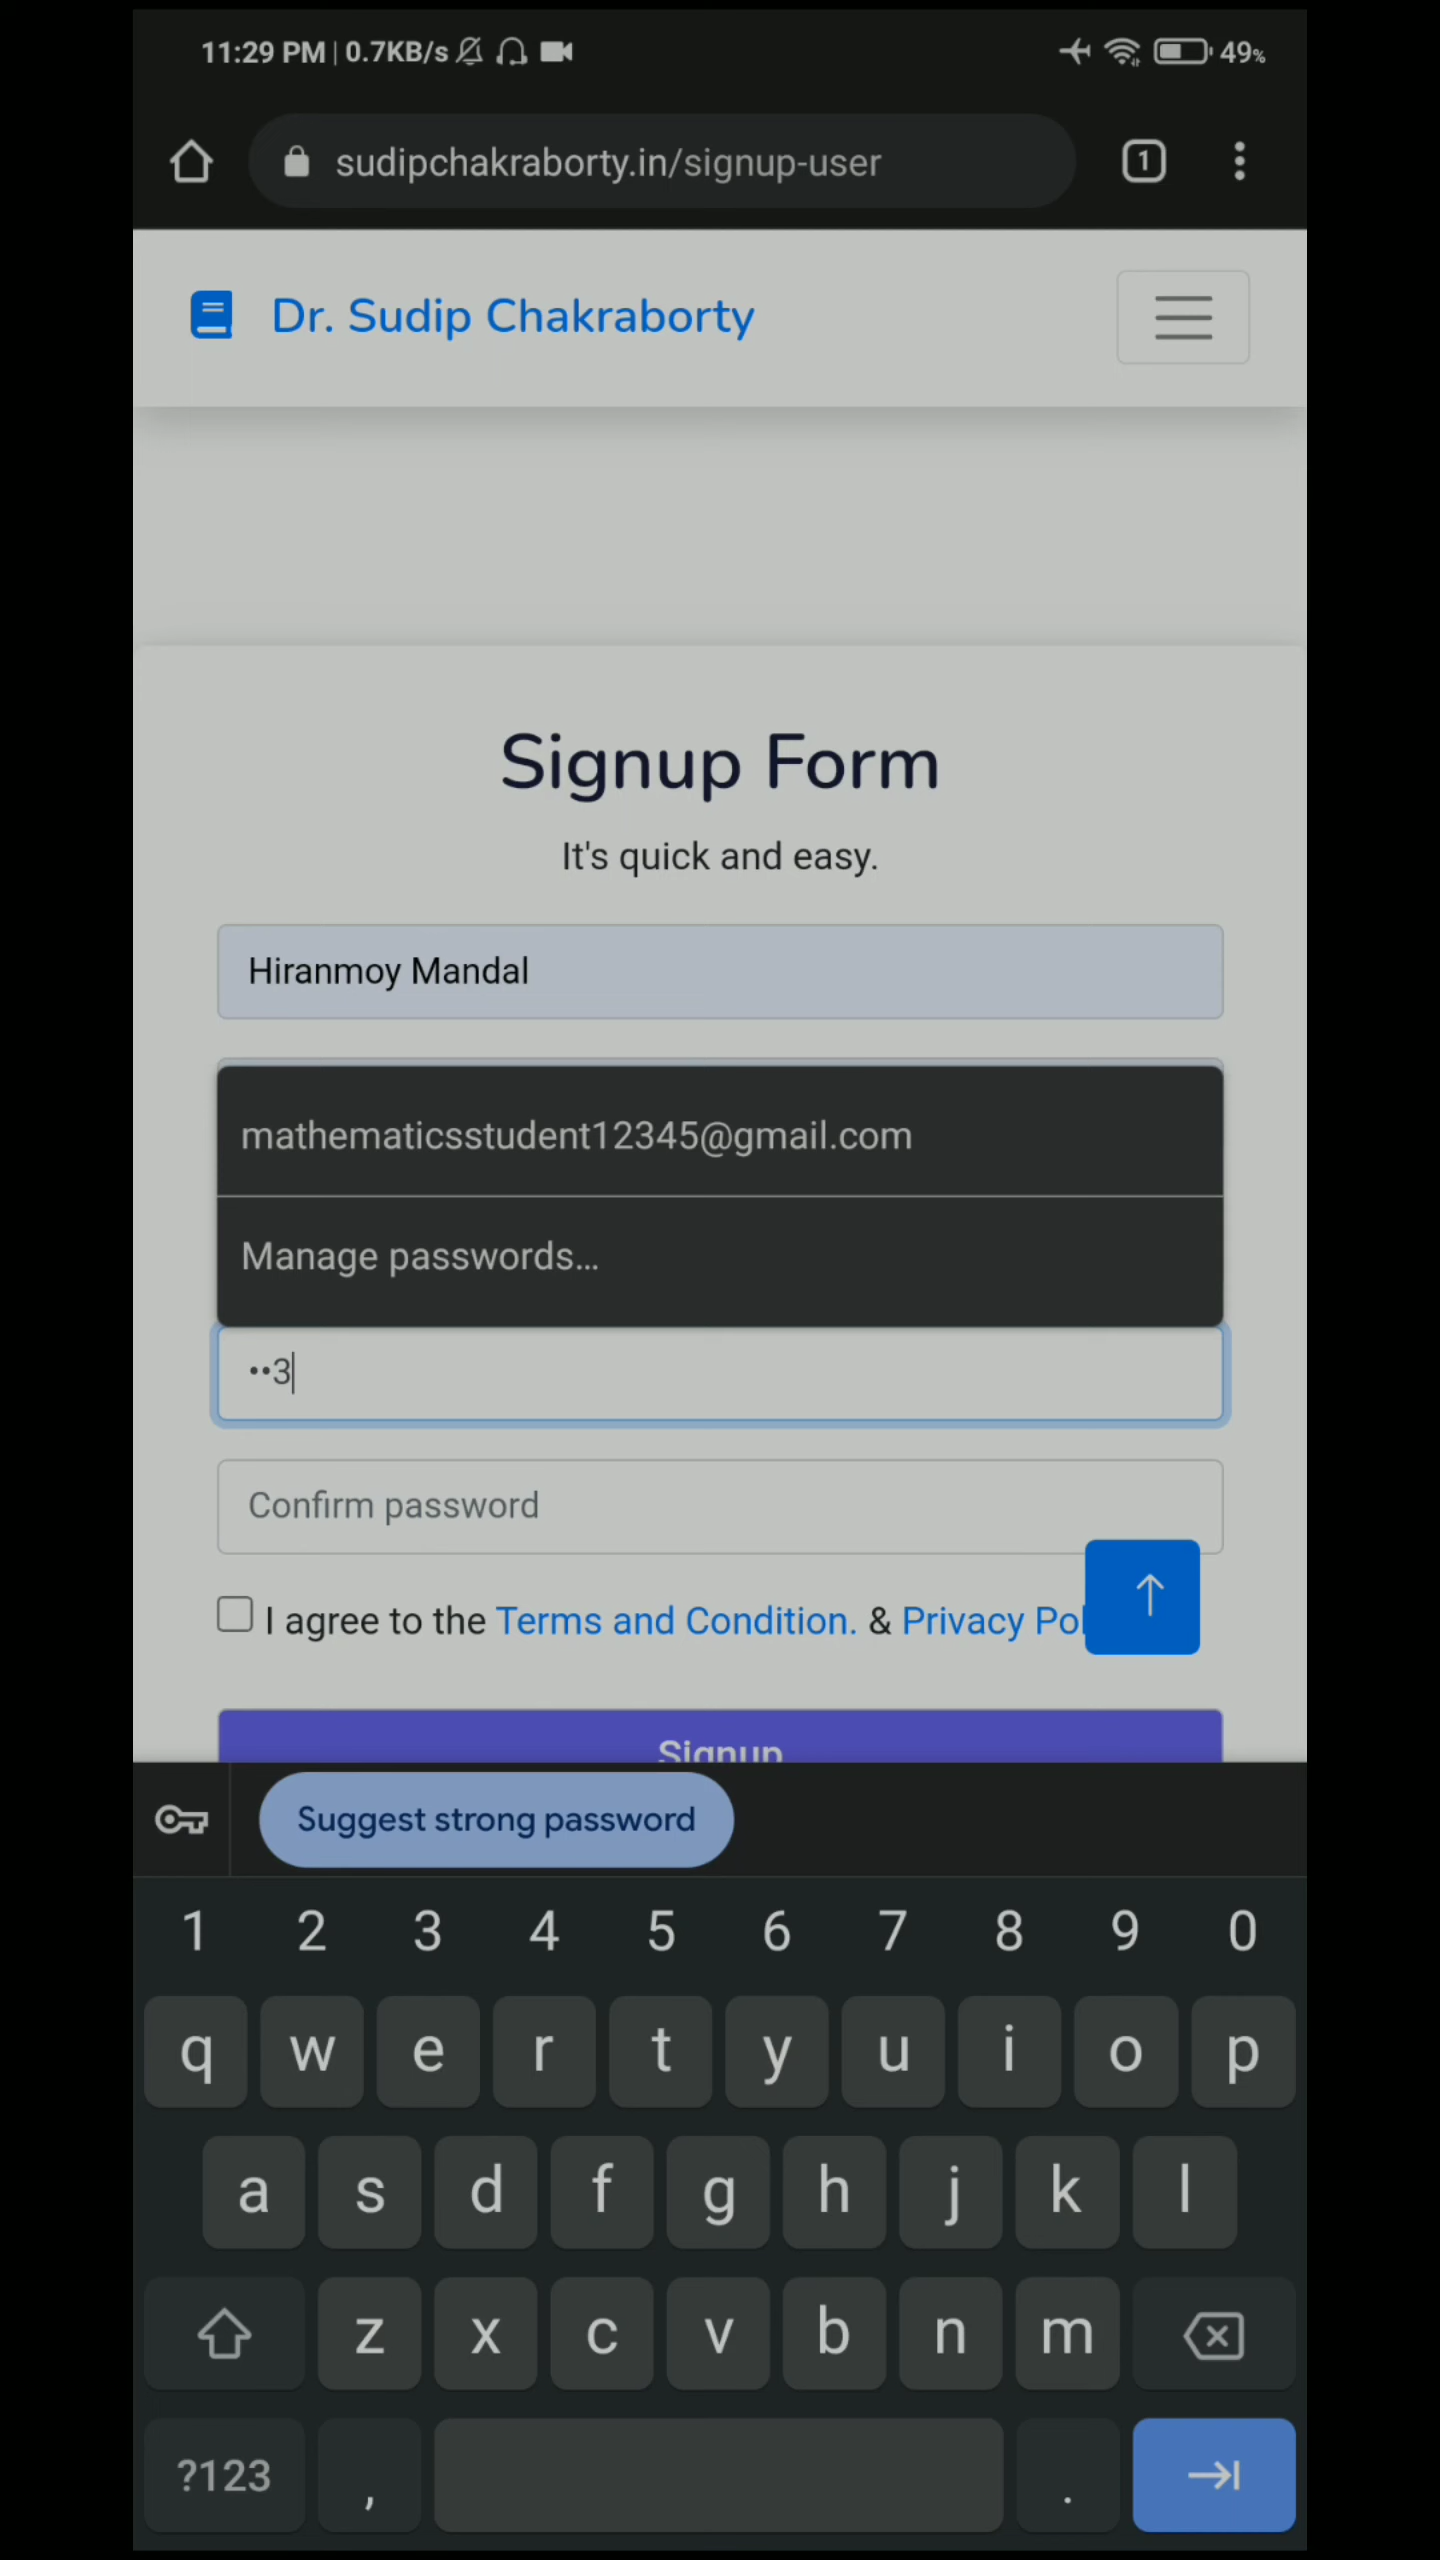 11:29 PM | 0.7KB/s 49%
sudipchakraborty.in/signup-user 1
Dr. Sudip Chakraborty
Signup Form
It's quick and easy.
Hiranmoy Mandal
mathematicsstudent12345@gmail.com
Manage passwords...
••3
Confirm password
I agree to the Terms and Condition. & Privacy Pol
Signup
Suggest strong password
1 2 3 4 5 6 7 8 9 0
q w e r t y u i o p
a s d f g h j k l
z x c v b n m
?123 , .